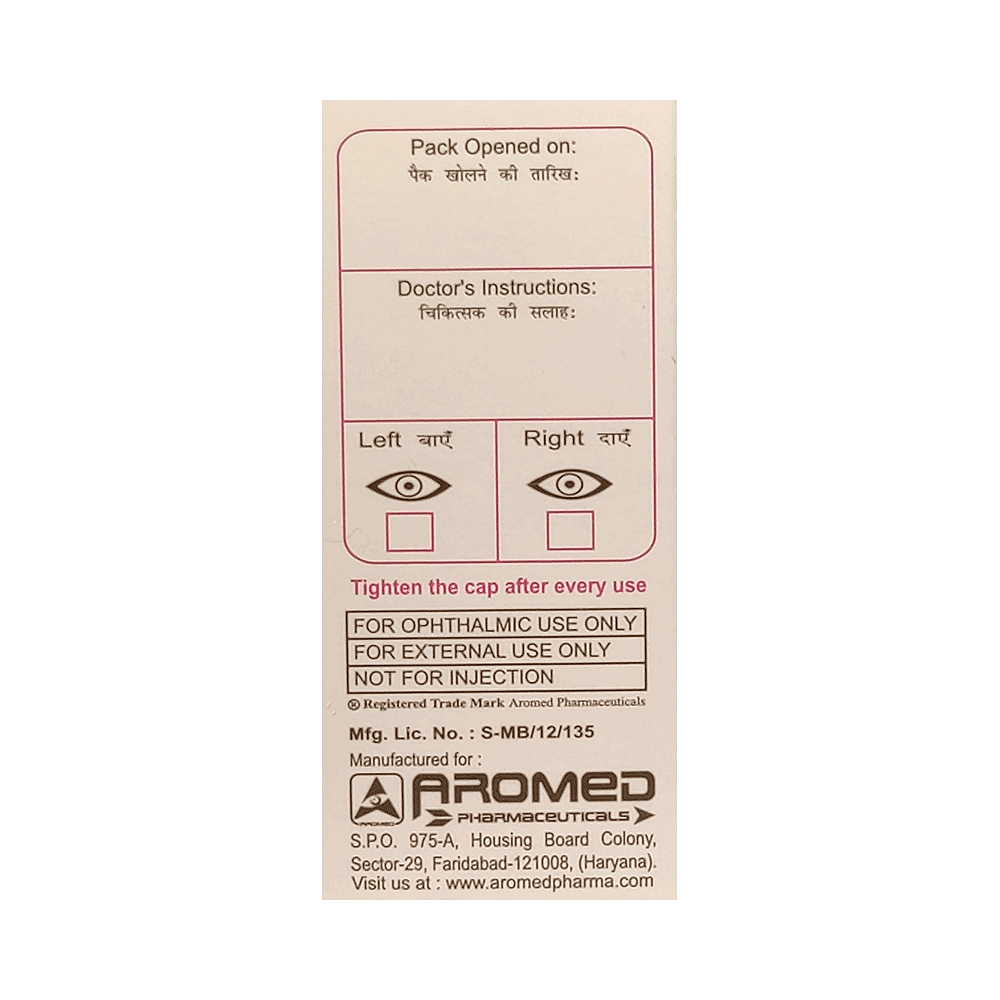 Pack Opened on:
पैक खोलने की तारिख:
Doctor's Instructions:
चिकित्सक की सलाह:
Left बाएँ
Right दाएँ
Tighten the cap after every use
FOR OPHTHALMIC USE ONLY
FOR EXTERNAL USE ONLY
NOT FOR INJECTION
® Registered Trade Mark Aromed Pharmaceuticals
Mfg. Lic. No. : S-MB/12/135
Manufactured for :
AROMED
AROMED
PHARMACEUTICALS
S.P.O. 975-A, Housing Board Colony,
Sector-29, Faridabad-121008, (Haryana).
Visit us at : www.aromedpharma.com